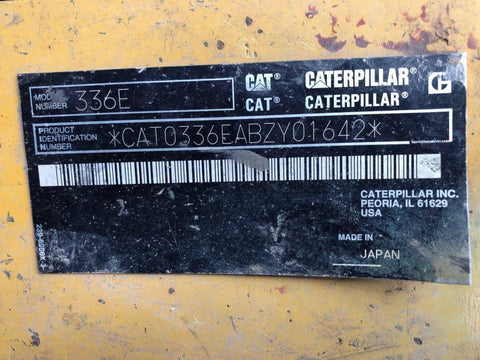 MODEL NUMBER 336E
CAT CATERPILLAR
CAT CATERPILLAR
PRODUCT IDENTIFICATION NUMBER *CAT0336EABZY01642*
CATERPILLAR INC.
PEORIA, IL 61629
USA
MADE IN
JAPAN